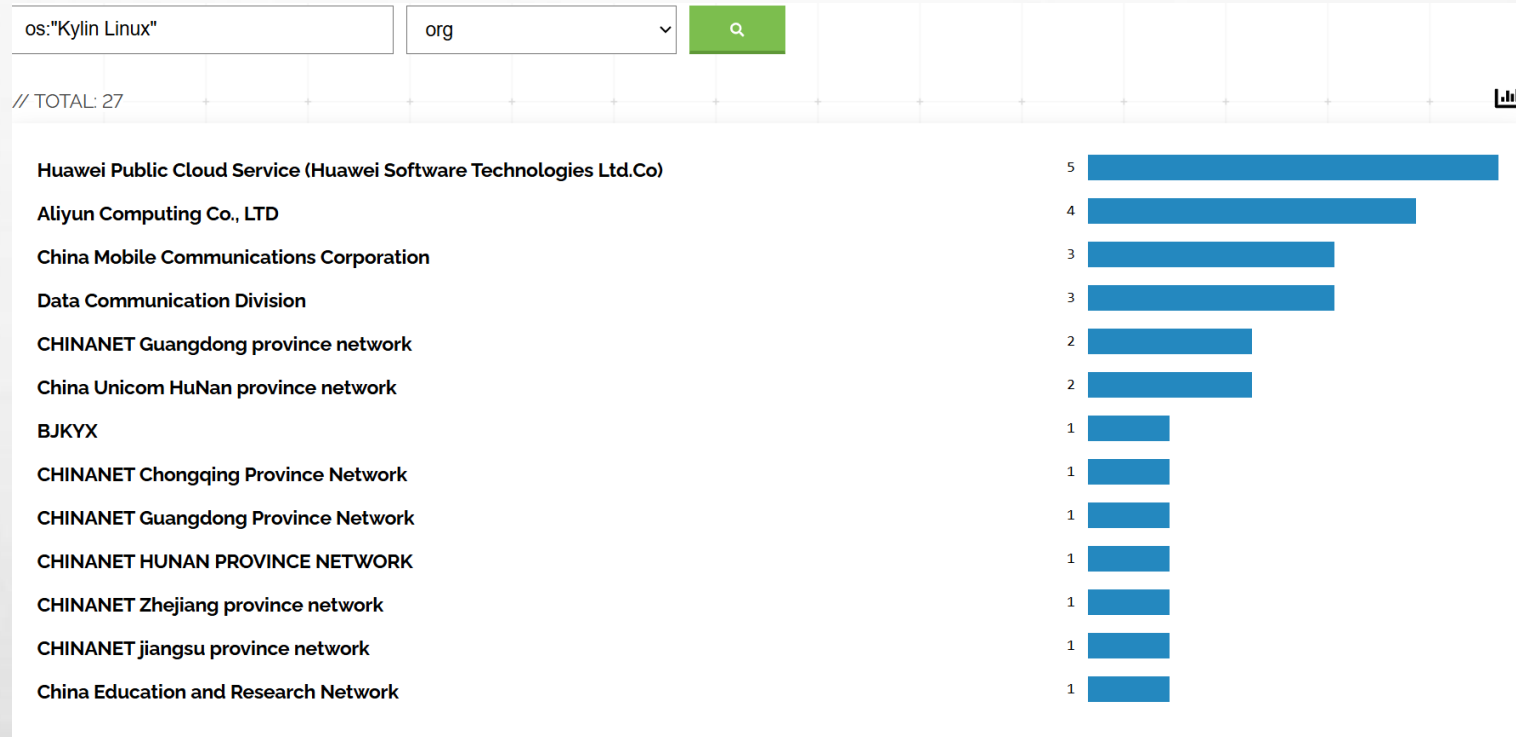 os:"Kylin Linux"
org
// TOTAL: 27
Huawei Public Cloud Service (Huawei Software Technologies Ltd.Co) 5
Aliyun Computing Co., LTD 4
China Mobile Communications Corporation 3
Data Communication Division 3
CHINANET Guangdong province network 2
China Unicom HuNan province network 2
BJKYX 1
CHINANET Chongqing Province Network 1
CHINANET Guangdong Province Network 1
CHINANET HUNAN PROVINCE NETWORK 1
CHINANET Zhejiang province network 1
CHINANET jiangsu province network 1
China Education and Research Network 1